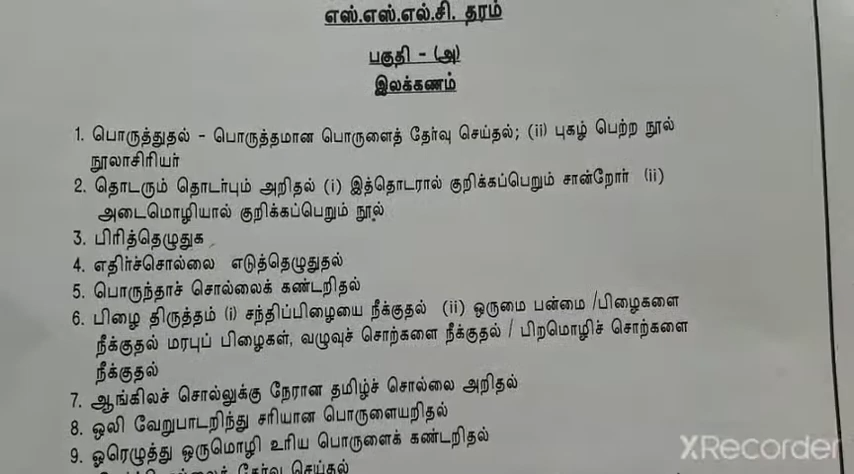 எஸ்.எஸ்.எல்.சி. தரம்
பகுதி - (அ)
இலக்கணம்
1. பொருத்துதல் - பொருத்தமான பொருளைத் தேர்வு செய்தல்; (ii) புகழ் பெற்ற நூல்
நூலாசிரியர்
2. தொடரும் தொடர்பும் அறிதல் (i) இத்தொடரால் குறிக்கப்பெறும் சான்றோர் (ii)
அடைமொழியால் குறிக்கப்பெறும் நூல்
3. பிரித்தெழுதுக
4. எதிர்ச்சொல்லை எடுத்தெழுதுதல்
5. பொருந்தாச் சொல்லைக் கண்டறிதல்
6. பிழை திருத்தம் (i) சந்திப்பிழையை நீக்குதல் (ii) ஒருமை பன்மை /பிழைகளை
நீக்குதல் மரபுப் பிழைகள், வழுவுச் சொற்களை நீக்குதல் / பிறமொழிச் சொற்களை
நீக்குதல்
7. ஆங்கிலச் சொல்லுக்கு நேரான தமிழ்ச் சொல்லை அறிதல்
8. ஒலி வேறுபாடறிந்து சரியான பொருளையறிதல்
9. ஓரெழுத்து ஒருமொழி உரிய பொருளைக் கண்டறிதல்
தேர்வு செய்தல்
XRecorder